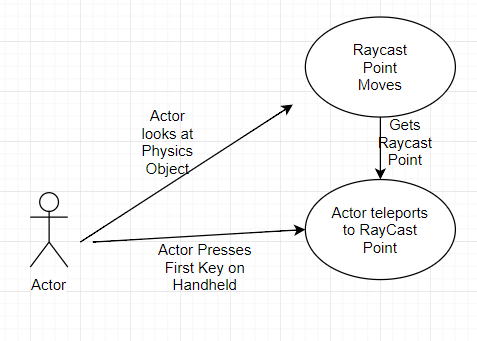 Raycast
Point
Moves
Actor
looks at
Physics
Object
Gets
Raycast
Point
Actor teleports
to RayCast
Point
Actor Presses
First Key on
Handheld
Actor